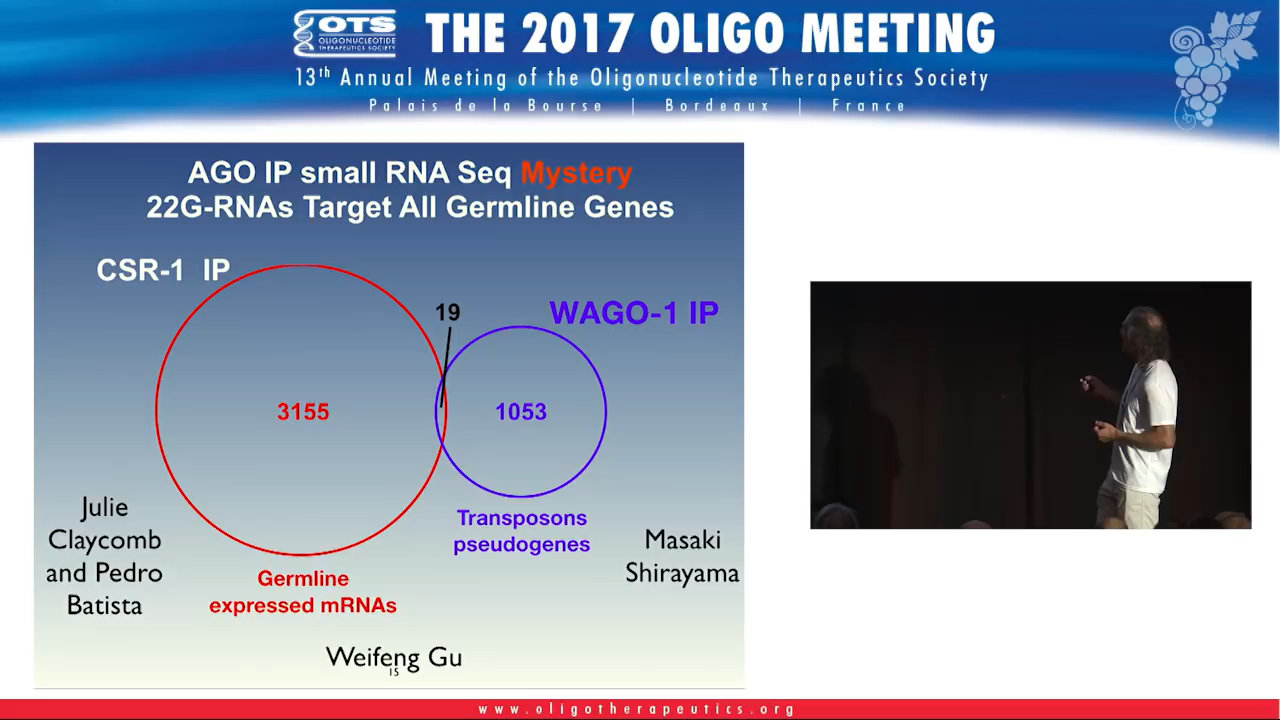 OTS
OLIGONUCLEOTIDE
THERAPEUTICS SOCIETY
THE 2017 OLIGO MEETING
13th Annual Meeting of the Oligonucleotide Therapeutics Society
Palais de la Bourse | Bordeaux | France
AGO IP small RNA Seq Mystery
22G-RNAs Target All Germline Genes
CSR-1 IP
19
WAGO-1 IP
3155
1053
Julie
Claycomb
and Pedro
Batista
Transposons
pseudogenes
Masaki
Shirayama
Germline
expressed mRNAs
Weifeng Gu
15
www.oligotherapeutics.org